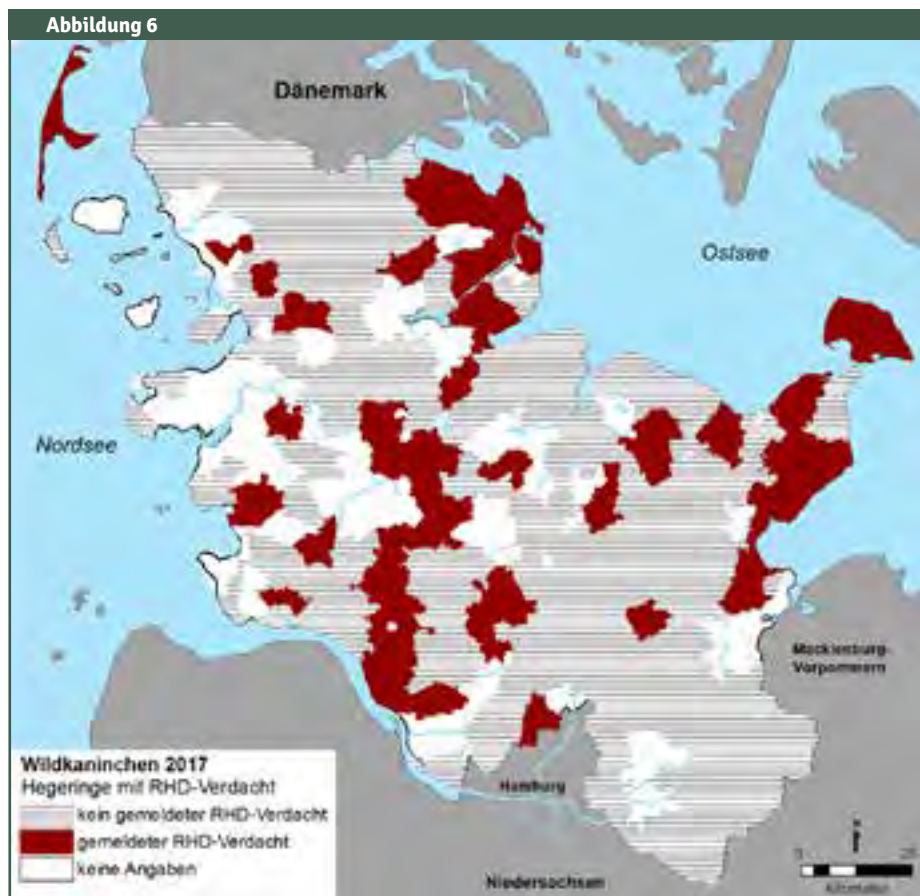 Abbildung 6
Dänemark
Ostsee
Nordsee
Mecklenburg-
Vorpommern
Hamburg
Niedersachsen
Wildkaninchen 2017
Hegeringe mit RHD-Verdacht
kein gemeldeter RHD-Verdacht
gemeldeter RHD-Verdacht
keine Angaben
Kilometer